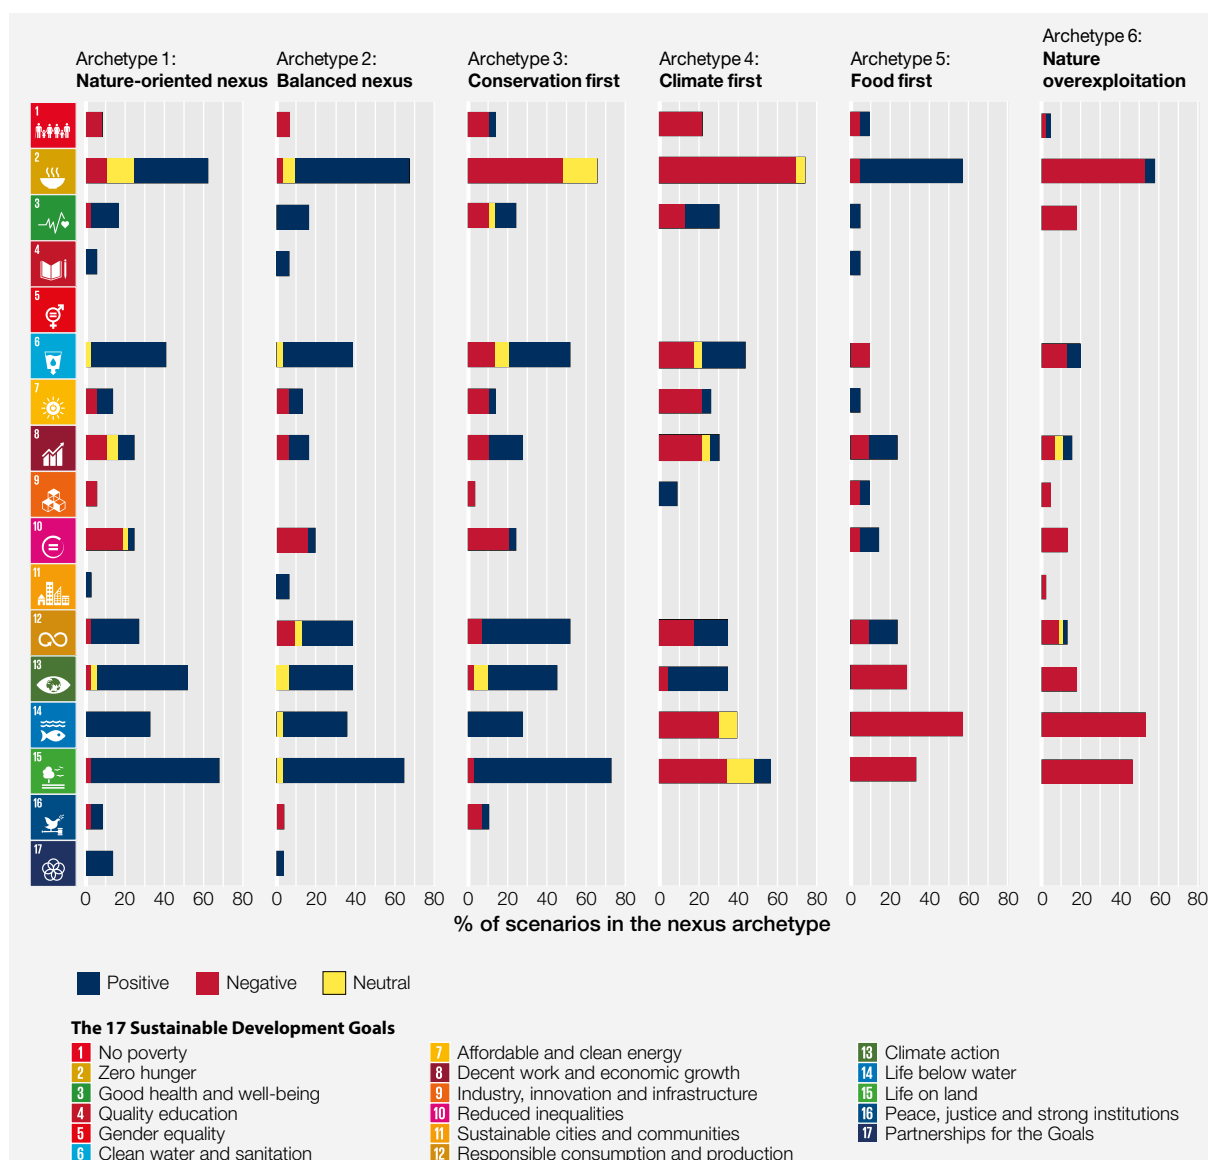 Archetype 1:
Nature-oriented nexus
Archetype 2:
Balanced nexus
Archetype 3:
Conservation first
Archetype 4:
Climate first
Archetype 5:
Food first
Archetype 6:
Nature
overexploitation
1
2
3
4
5
6
7
8
9
10
11
12
13
14
15
16
17
0 20 40 60 80
0 20 40 60 80
0 20 40 60 80
0 20 40 60 80
0 20 40 60 80
0 20 40 60 80
% of scenarios in the nexus archetype
Positive
Negative
Neutral
The 17 Sustainable Development Goals
1 No poverty
2 Zero hunger
3 Good health and well-being
4 Quality education
5 Gender equality
6 Clean water and sanitation
7 Affordable and clean energy
8 Decent work and economic growth
9 Industry, innovation and infrastructure
10 Reduced inequalities
11 Sustainable cities and communities
12 Responsible consumption and production
13 Climate action
14 Life below water
15 Life on land
16 Peace, justice and strong institutions
17 Partnerships for the Goals